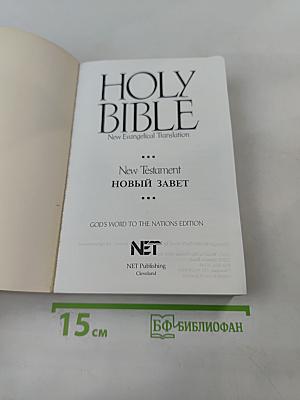 HOLY
BIBLE
New Evangelical Translation
•••
New Testament
НОВЫЙ ЗАВЕТ
•••
GOD'S WORD TO THE NATIONS EDITION
NET
NET Publishing
Cleveland
15 см
БФ БИБЛИОФАН